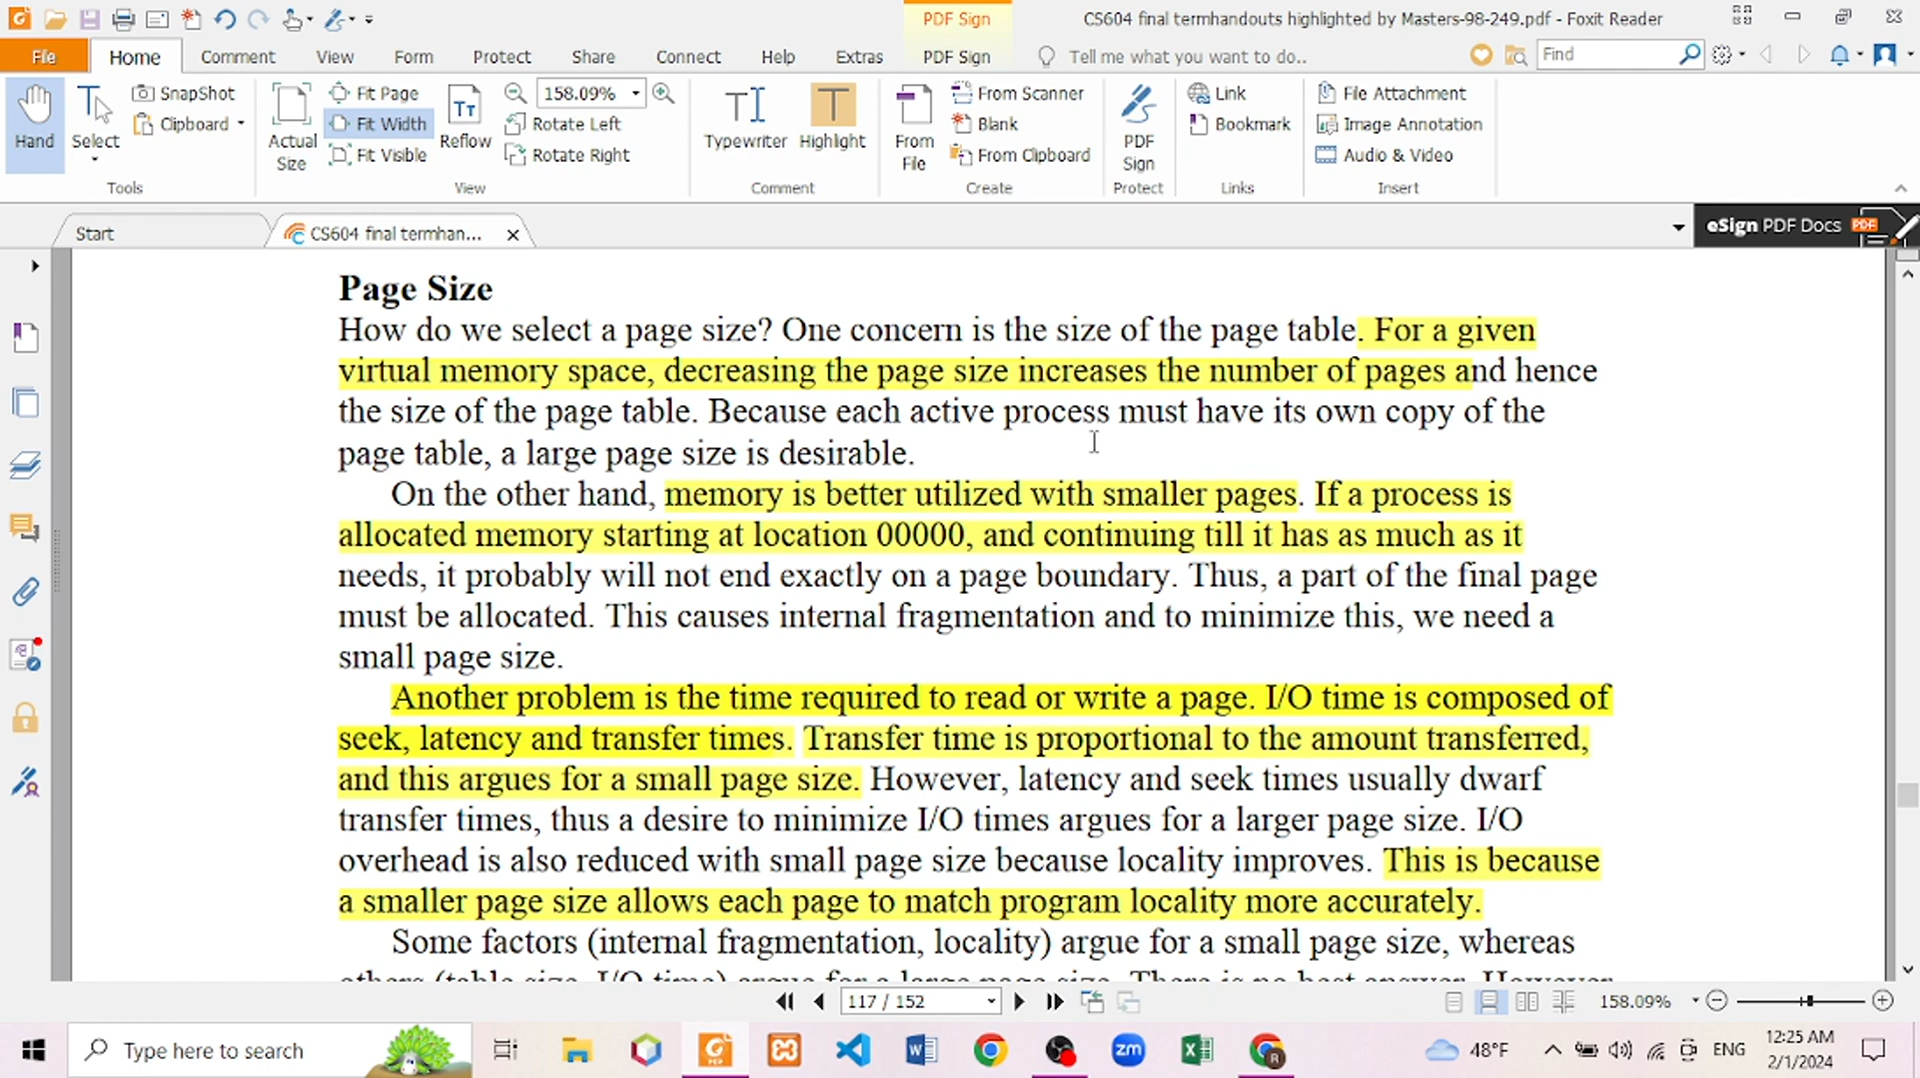 PDF Sign
CS604 final termhandouts highlighted by Masters-98-249.pdf - Foxit Reader
File Home Comment View Form Protect Share Connect Help Extras PDF Sign Tell me what you want to do.. Find
Hand
Select
SnapShot
Clipboard
Tools
Actual Size
Fit Page
Fit Width
Fit Visible
Reflow
158.09%
Rotate Left
Rotate Right
View
Typewriter
Highlight
Comment
From File
From Scanner
Blank
From Clipboard
Create
PDF Sign
Protect
Link
Bookmark
Links
File Attachment
Image Annotation
Audio & Video
Insert
Start
CS604 final termhan...
eSign PDF Docs PDF
Page Size
How do we select a page size? One concern is the size of the page table. For a given
virtual memory space, decreasing the page size increases the number of pages and hence
the size of the page table. Because each active process must have its own copy of the
page table, a large page size is desirable.
On the other hand, memory is better utilized with smaller pages. If a process is
allocated memory starting at location 00000, and continuing till it has as much as it
needs, it probably will not end exactly on a page boundary. Thus, a part of the final page
must be allocated. This causes internal fragmentation and to minimize this, we need a
small page size.
Another problem is the time required to read or write a page. I/O time is composed of
seek, latency and transfer times. Transfer time is proportional to the amount transferred,
and this argues for a small page size. However, latency and seek times usually dwarf
transfer times, thus a desire to minimize I/O times argues for a larger page size. I/O
overhead is also reduced with small page size because locality improves. This is because
a smaller page size allows each page to match program locality more accurately.
Some factors (internal fragmentation, locality) argue for a small page size, whereas
others (table size, I/O time) argue for a large page size. There is no best answer. However
117 / 152
158.09%
Type here to search
48°F
ENG
12:25 AM
2/1/2024